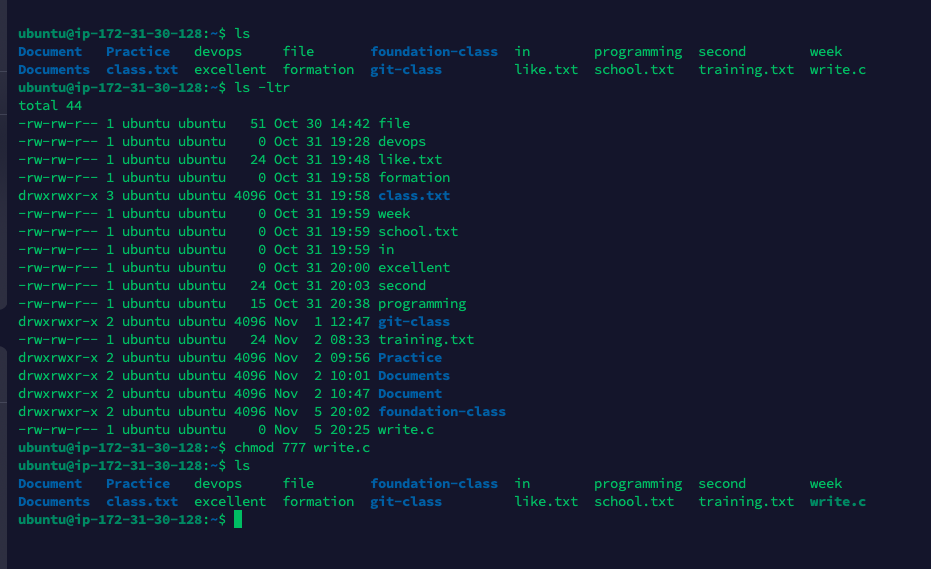 ubuntu@ip-172-31-30-128:~$ ls
Document   Practice   devops     file       foundation-class  in        programming  second        week
Documents  class.txt  excellent  formation  git-class         like.txt  school.txt   training.txt  write.c
ubuntu@ip-172-31-30-128:~$ ls -ltr
total 44
-rw-rw-r-- 1 ubuntu ubuntu   51 Oct 30 14:42 file
-rw-rw-r-- 1 ubuntu ubuntu    0 Oct 31 19:28 devops
-rw-rw-r-- 1 ubuntu ubuntu   24 Oct 31 19:48 like.txt
-rw-rw-r-- 1 ubuntu ubuntu    0 Oct 31 19:58 formation
drwxrwxr-x 3 ubuntu ubuntu 4096 Oct 31 19:58 class.txt
-rw-rw-r-- 1 ubuntu ubuntu    0 Oct 31 19:59 week
-rw-rw-r-- 1 ubuntu ubuntu    0 Oct 31 19:59 school.txt
-rw-rw-r-- 1 ubuntu ubuntu    0 Oct 31 19:59 in
-rw-rw-r-- 1 ubuntu ubuntu    0 Oct 31 20:00 excellent
-rw-rw-r-- 1 ubuntu ubuntu   24 Oct 31 20:03 second
-rw-rw-r-- 1 ubuntu ubuntu   15 Oct 31 20:38 programming
drwxrwxr-x 2 ubuntu ubuntu 4096 Nov  1 12:47 git-class
-rw-rw-r-- 1 ubuntu ubuntu   24 Nov  2 08:33 training.txt
drwxrwxr-x 2 ubuntu ubuntu 4096 Nov  2 09:56 Practice
drwxrwxr-x 2 ubuntu ubuntu 4096 Nov  2 10:01 Documents
drwxrwxr-x 2 ubuntu ubuntu 4096 Nov  2 10:47 Document
drwxrwxr-x 2 ubuntu ubuntu 4096 Nov  5 20:02 foundation-class
-rw-rw-r-- 1 ubuntu ubuntu    0 Nov  5 20:25 write.c
ubuntu@ip-172-31-30-128:~$ chmod 777 write.c
ubuntu@ip-172-31-30-128:~$ ls
Document   Practice   devops     file       foundation-class  in        programming  second        week
Documents  class.txt  excellent  formation  git-class         like.txt  school.txt   training.txt  write.c
ubuntu@ip-172-31-30-128:~$